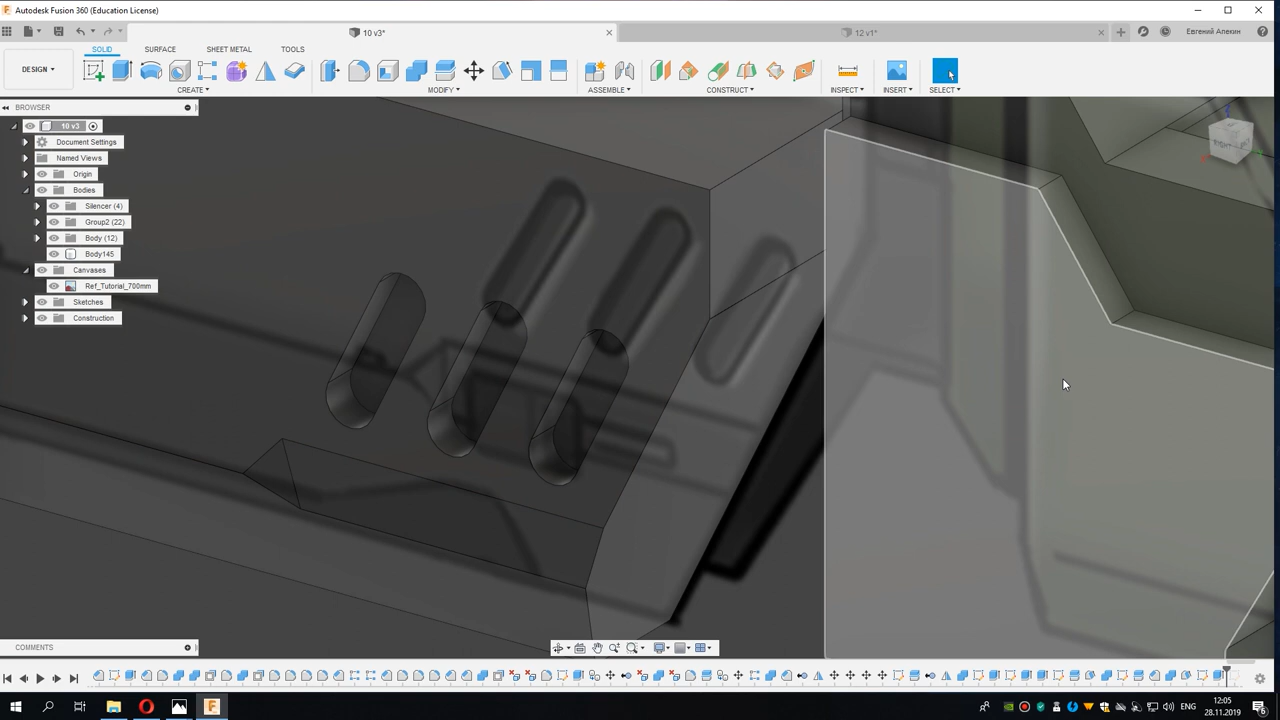 Autodesk Fusion 360 (Education License)
10 v3*
12 v1*
Евгений Апекин
DESIGN
SOLID
SURFACE
SHEET METAL
TOOLS
CREATE
MODIFY
ASSEMBLE
CONSTRUCT
INSPECT
INSERT
SELECT
BROWSER
10 v3
Document Settings
Named Views
Origin
Bodies
Silencer (4)
Group2 (22)
Body (12)
Body145
Canvases
Ref_Tutorial_700mm
Sketches
Construction
COMMENTS
ENG
12:05
28.11.2019